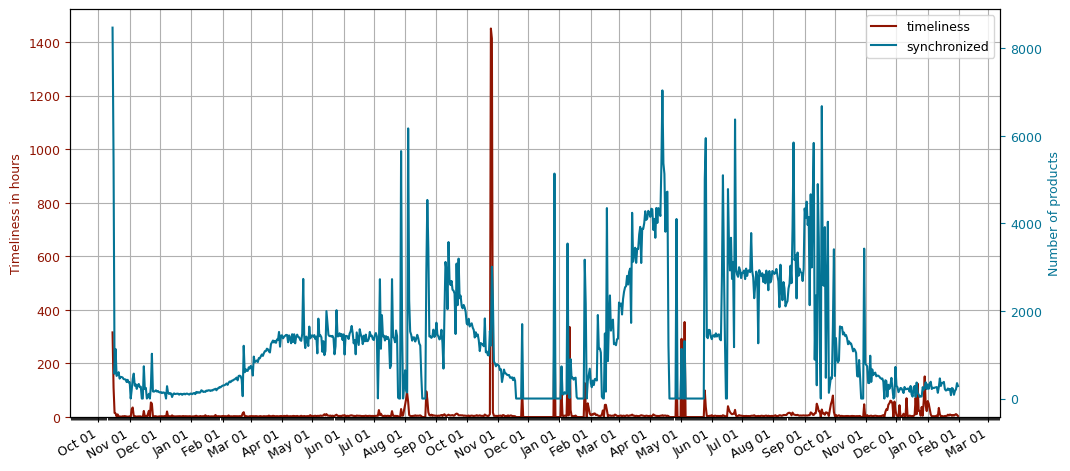 timeliness
synchronized
Timeliness in hours
1400
1200
1000
800
600
400
200
0
8000
6000
4000
2000
0
Number of products
Oct 01
Nov 01
Dec 01
Jan 01
Feb 01
Mar 01
Apr 01
May 01
Jun 01
Jul 01
Aug 01
Sep 01
Oct 01
Nov 01
Dec 01
Jan 01
Feb 01
Mar 01
Apr 01
May 01
Jun 01
Jul 01
Aug 01
Sep 01
Oct 01
Nov 01
Dec 01
Jan 01
Feb 01
Mar 01